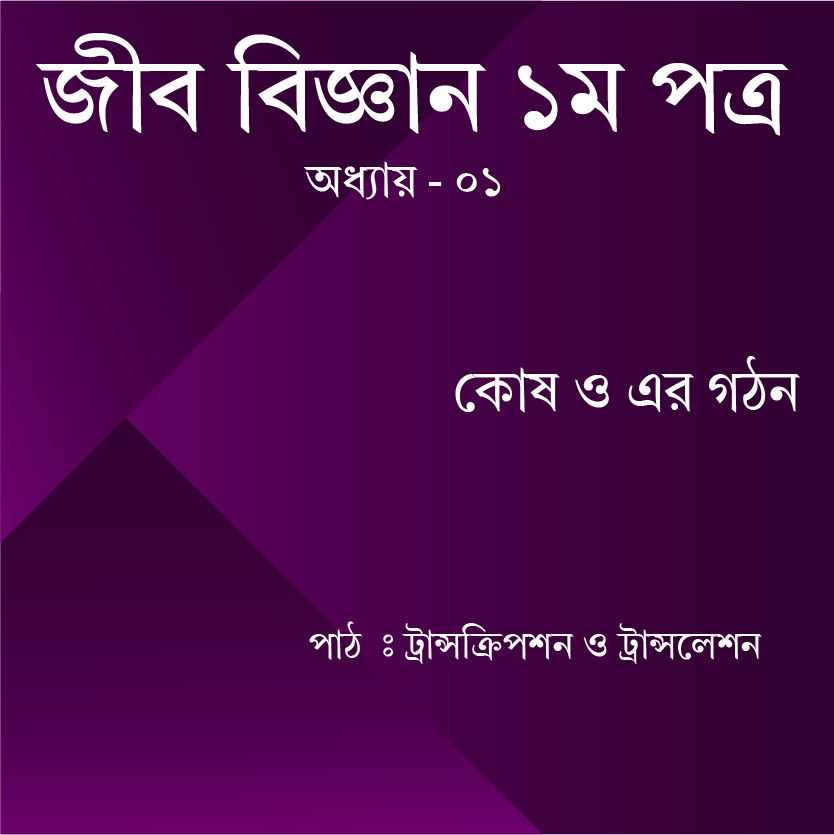 জীব বিজ্ঞান ১ম পত্র
অধ্যায় - ০১
কোষ ও এর গঠন
পাঠ ঃ ট্রান্সক্রিপশন ও ট্রান্সলেশন